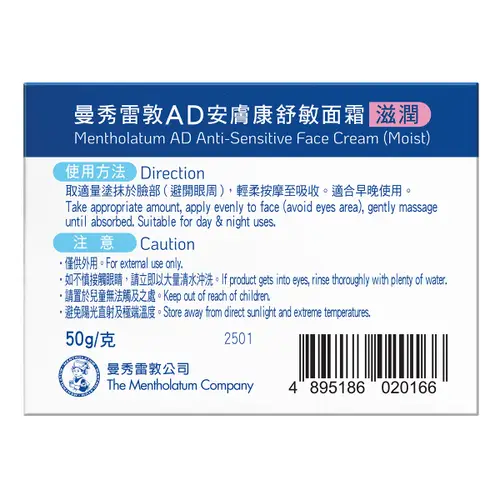 曼秀雷敦AD安膚康舒敏面霜 滋潤
Mentholatum AD Anti-Sensitive Face Cream (Moist)
使用方法 Direction
取適量塗抹於臉部（避開眼周），輕柔按摩至吸收。適合早晚使用。
Take appropriate amount, apply evenly to face (avoid eyes area), gently massage
until absorbed. Suitable for day & night uses.
注 意 Caution
·僅供外用。For external use only.
·如不慎接觸眼睛，請立即以大量清水沖洗。If product gets into eyes, rinse thoroughly with plenty of water.
·請置於兒童無法觸及之處。Keep out of reach of children.
·避免陽光直射及極端溫度。Store away from direct sunlight and extreme temperatures.
50g/克 2501
曼秀雷敦公司
The Mentholatum Company
4 895186 020166